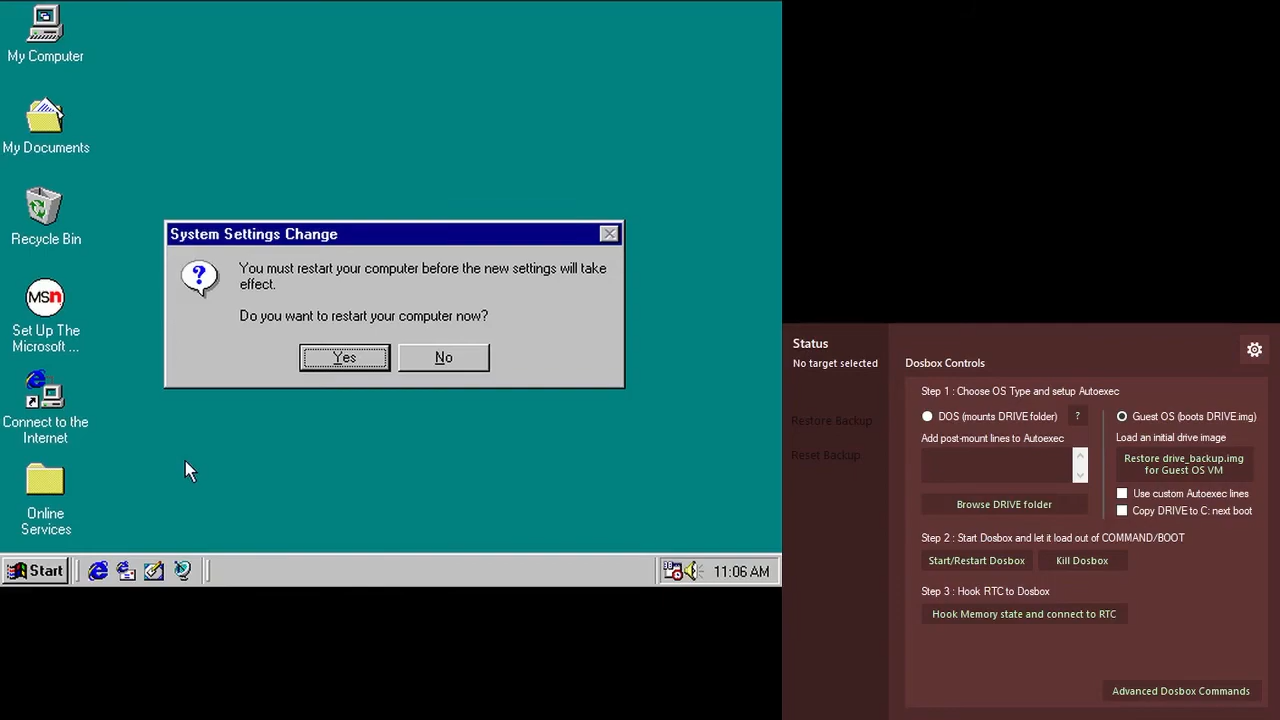 My Computer
My Documents
Recycle Bin
MSn
Set Up The
Microsoft ...
Connect to the
Internet
Online
Services
System Settings Change
You must restart your computer before the new settings will take
effect.
Do you want to restart your computer now?
Yes
No
Start
11:06 AM
Status
No target selected
Restore Backup
Reset Backup
Dosbox Controls
Step 1 : Choose OS Type and setup Autoexec
DOS (mounts DRIVE folder)
?
Add post-mount lines to Autoexec
Browse DRIVE folder
Guest OS (boots DRIVE.img)
Load an initial drive image
Restore drive_backup.img
for Guest OS VM
Use custom Autoexec lines
Copy DRIVE to C: next boot
Step 2 : Start Dosbox and let it load out of COMMAND/BOOT
Start/Restart Dosbox
Kill Dosbox
Step 3 : Hook RTC to Dosbox
Hook Memory state and connect to RTC
Advanced Dosbox Commands